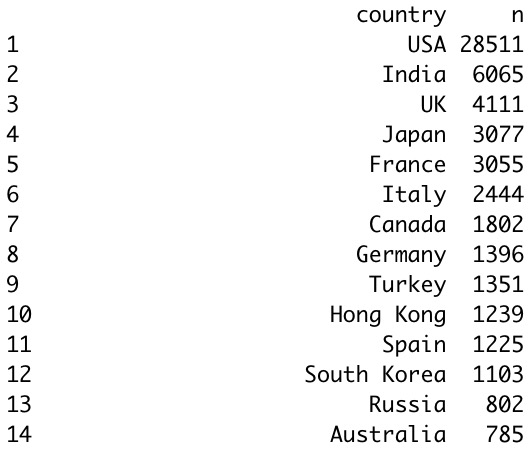 country n
1 USA 28511
2 India 6065
3 UK 4111
4 Japan 3077
5 France 3055
6 Italy 2444
7 Canada 1802
8 Germany 1396
9 Turkey 1351
10 Hong Kong 1239
11 Spain 1225
12 South Korea 1103
13 Russia 802
14 Australia 785